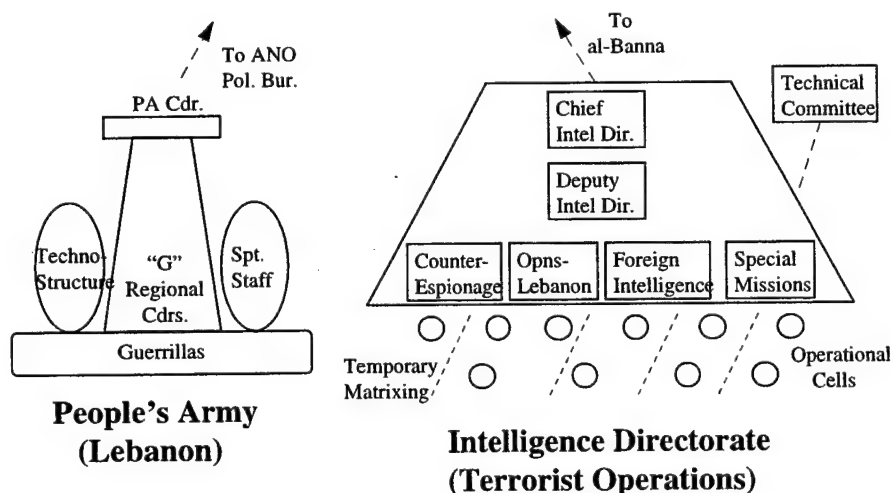 To ANO
Pol. Bur.
PA Cdr.
Techno-
Structure
“G”
Regional
Cdrs.
Spt.
Staff
Guerrillas
People's Army
(Lebanon)
To
al-Banna
Technical
Committee
Chief
Intel Dir.
Deputy
Intel Dir.
Counter-
Espionage
Opns-
Lebanon
Foreign
Intelligence
Special
Missions
Temporary
Matrixing
Operational
Cells
Intelligence Directorate
(Terrorist Operations)